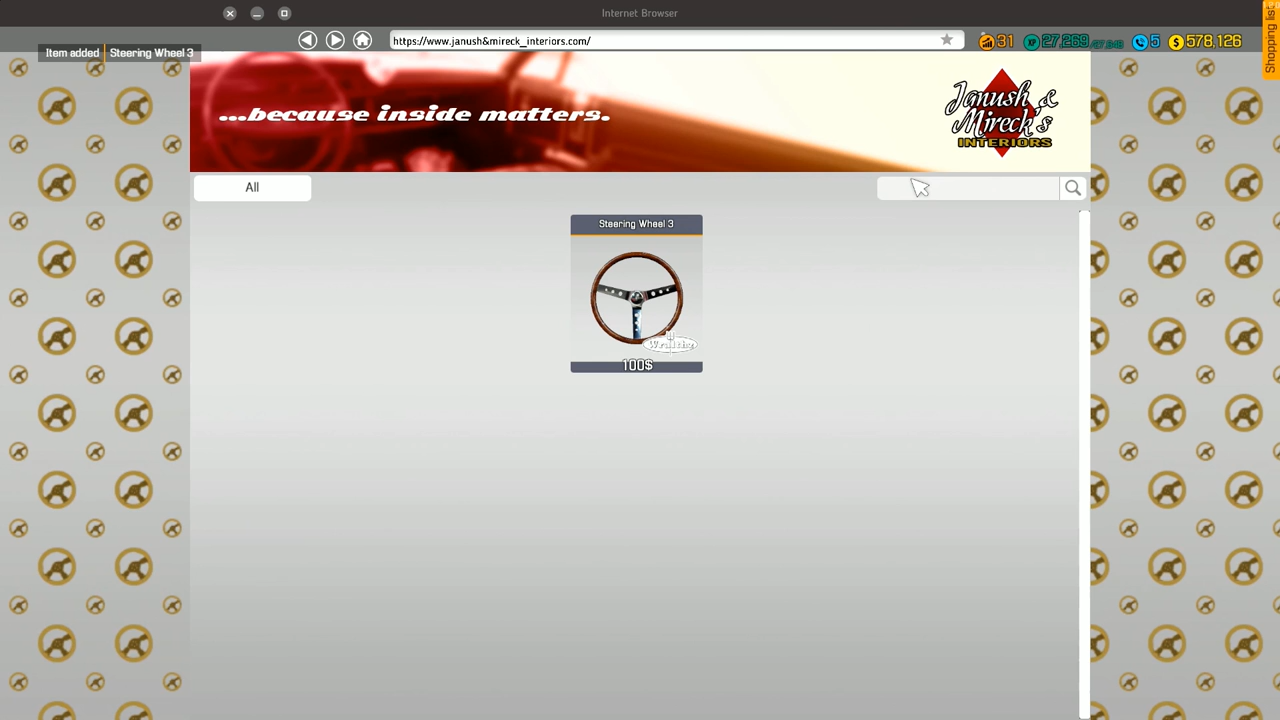 Internet Browser
https://www.janush&mireck_interiors.com/
31
27,269
5
$ 578,126
Shopping list
Item added | Steering Wheel 3
...because inside matters.
Janush &
Mireck's
INTERIORS
All
Steering Wheel 3
100$